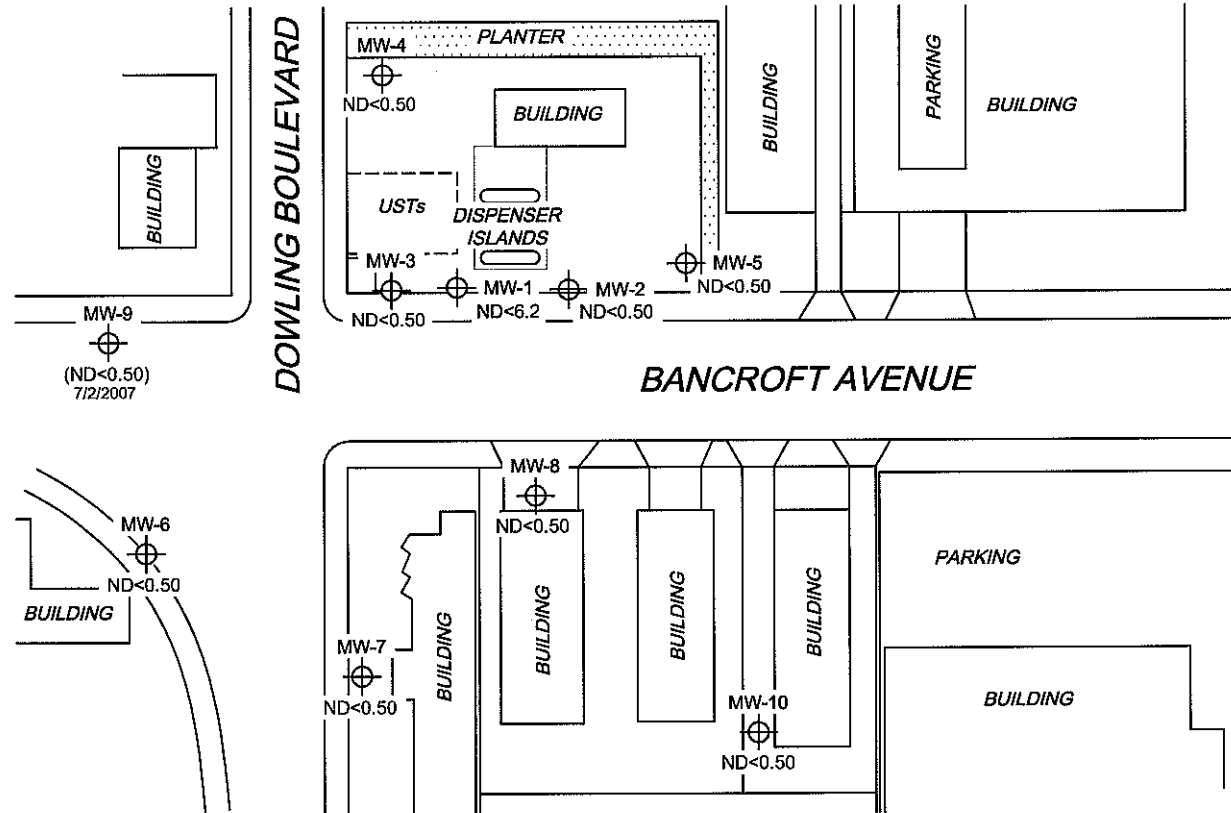 DOWLING BOULEVARD
PLANTER
MW-4
ND<0.50
BUILDING
BUILDING
PARKING
BUILDING
BUILDING
USTs
DISPENSER
ISLANDS
MW-3
ND<0.50
MW-1
ND<6.2
MW-2
ND<0.50
MW-5
ND<0.50
MW-9
(ND<0.50)
7/2/2007
BANCROFT AVENUE
MW-8
ND<0.50
MW-6
ND<0.50
BUILDING
MW-7
ND<0.50
BUILDING
BUILDING
BUILDING
BUILDING
MW-10
ND<0.50
PARKING
BUILDING